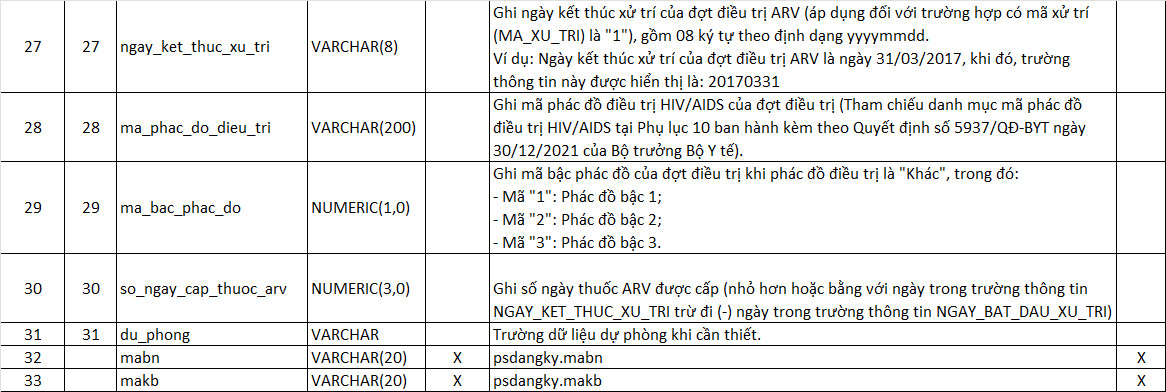 27 27 ngay_ket_thuc_xu_tri VARCHAR(8) Ghi ngày kết thúc xử trí của đợt điều trị ARV (áp dụng đối với trường hợp có mã xử trí
(MA_XU_TRI) là "1"), gồm 08 ký tự theo định dạng yyyymmdd.
Ví dụ: Ngày kết thúc xử trí của đợt điều trị ARV là ngày 31/03/2017, khi đó, trường
thông tin này được hiển thị là: 20170331
28 28 ma_phac_do_dieu_tri VARCHAR(200) Ghi mã phác đồ điều trị HIV/AIDS của đợt điều trị (Tham chiếu danh mục mã phác đồ
điều trị HIV/AIDS tại Phụ lục 10 ban hành kèm theo Quyết định số 5937/QĐ-BYT ngày
30/12/2021 của Bộ trưởng Bộ Y tế).
29 29 ma_bac_phac_do NUMERIC(1,0) Ghi mã bậc phác đồ của đợt điều trị khi phác đồ điều trị là "Khác", trong đó:
- Mã "1": Phác đồ bậc 1;
- Mã "2": Phác đồ bậc 2;
- Mã "3": Phác đồ bậc 3.
30 30 so_ngay_cap_thuoc_arv NUMERIC(3,0) Ghi số ngày thuốc ARV được cấp (nhỏ hơn hoặc bằng với ngày trong trường thông tin
NGAY_KET_THUC_XU_TRI trừ đi (-) ngày trong trường thông tin NGAY_BAT_DAU_XU_TRI)
31 31 du_phong VARCHAR Trường dữ liệu dự phòng khi cần thiết.
32 mabn VARCHAR(20) X psdangky.mabn X
33 makb VARCHAR(20) X psdangky.makb X